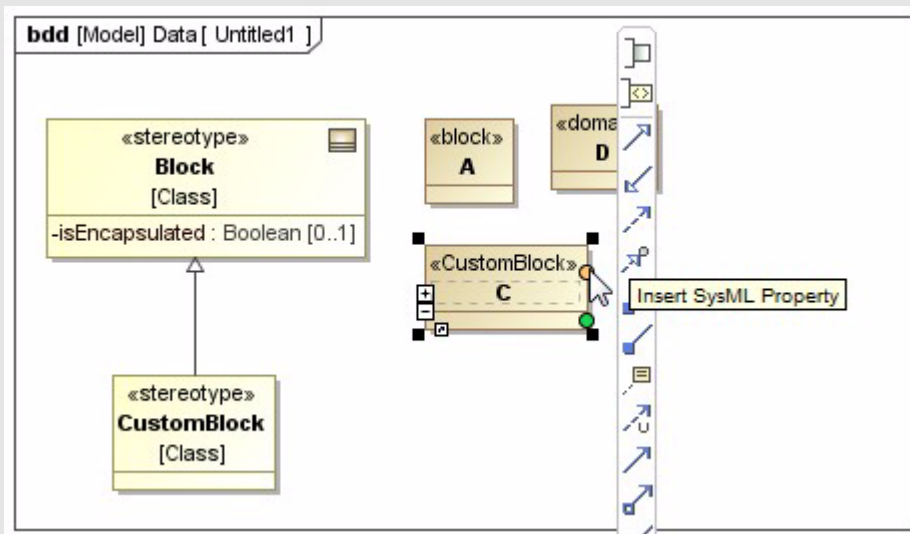 bdd [Model] Data [ Untitled1 ]
«stereotype»
Block
[Class]
-isEncapsulated : Boolean [0..1]
«block»
A
«doma
D
«CustomBlock»
C
Insert SysML Property
«stereotype»
CustomBlock
[Class]